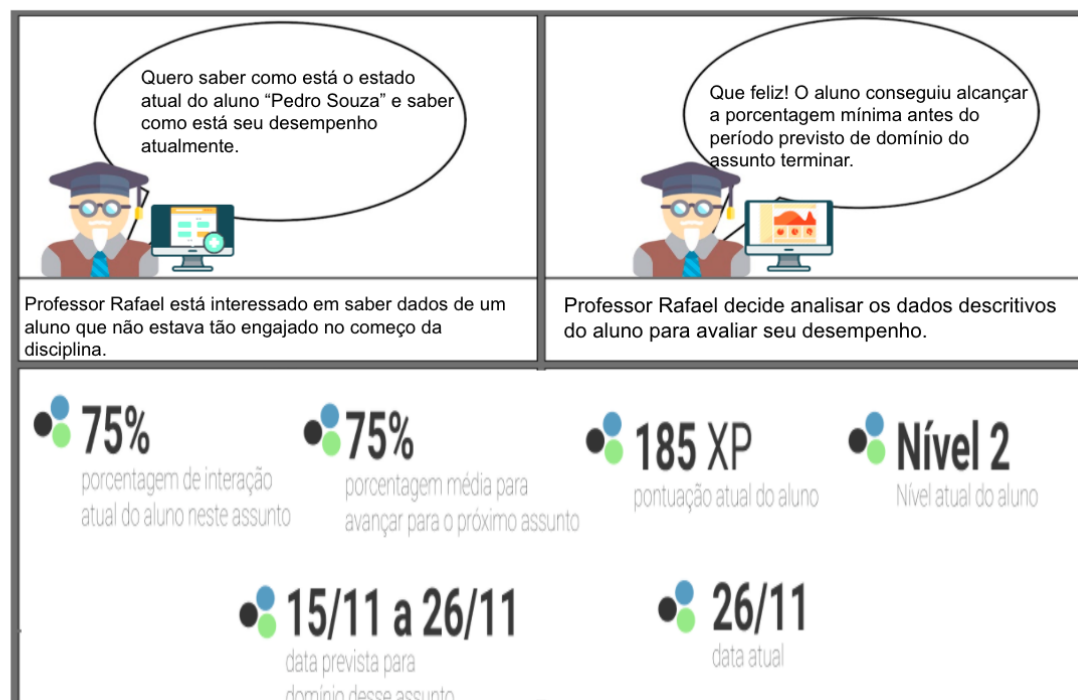 Quero saber como está o estado
atual do aluno “Pedro Souza” e saber
como está seu desempenho
atualmente.
Que feliz! O aluno conseguiu alcançar
a porcentagem mínima antes do
período previsto de domínio do
assunto terminar.
Professor Rafael está interessado em saber dados de um
aluno que não estava tão engajado no começo da
disciplina.
Professor Rafael decide analisar os dados descritivos
do aluno para avaliar seu desempenho.
75%
porcentagem de interação
atual do aluno neste assunto
75%
porcentagem média para
avançar para o próximo assunto
185 XP
pontuação atual do aluno
Nível 2
Nível atual do aluno
15/11 a 26/11
data prevista para
domínio desse assunto
26/11
data atual